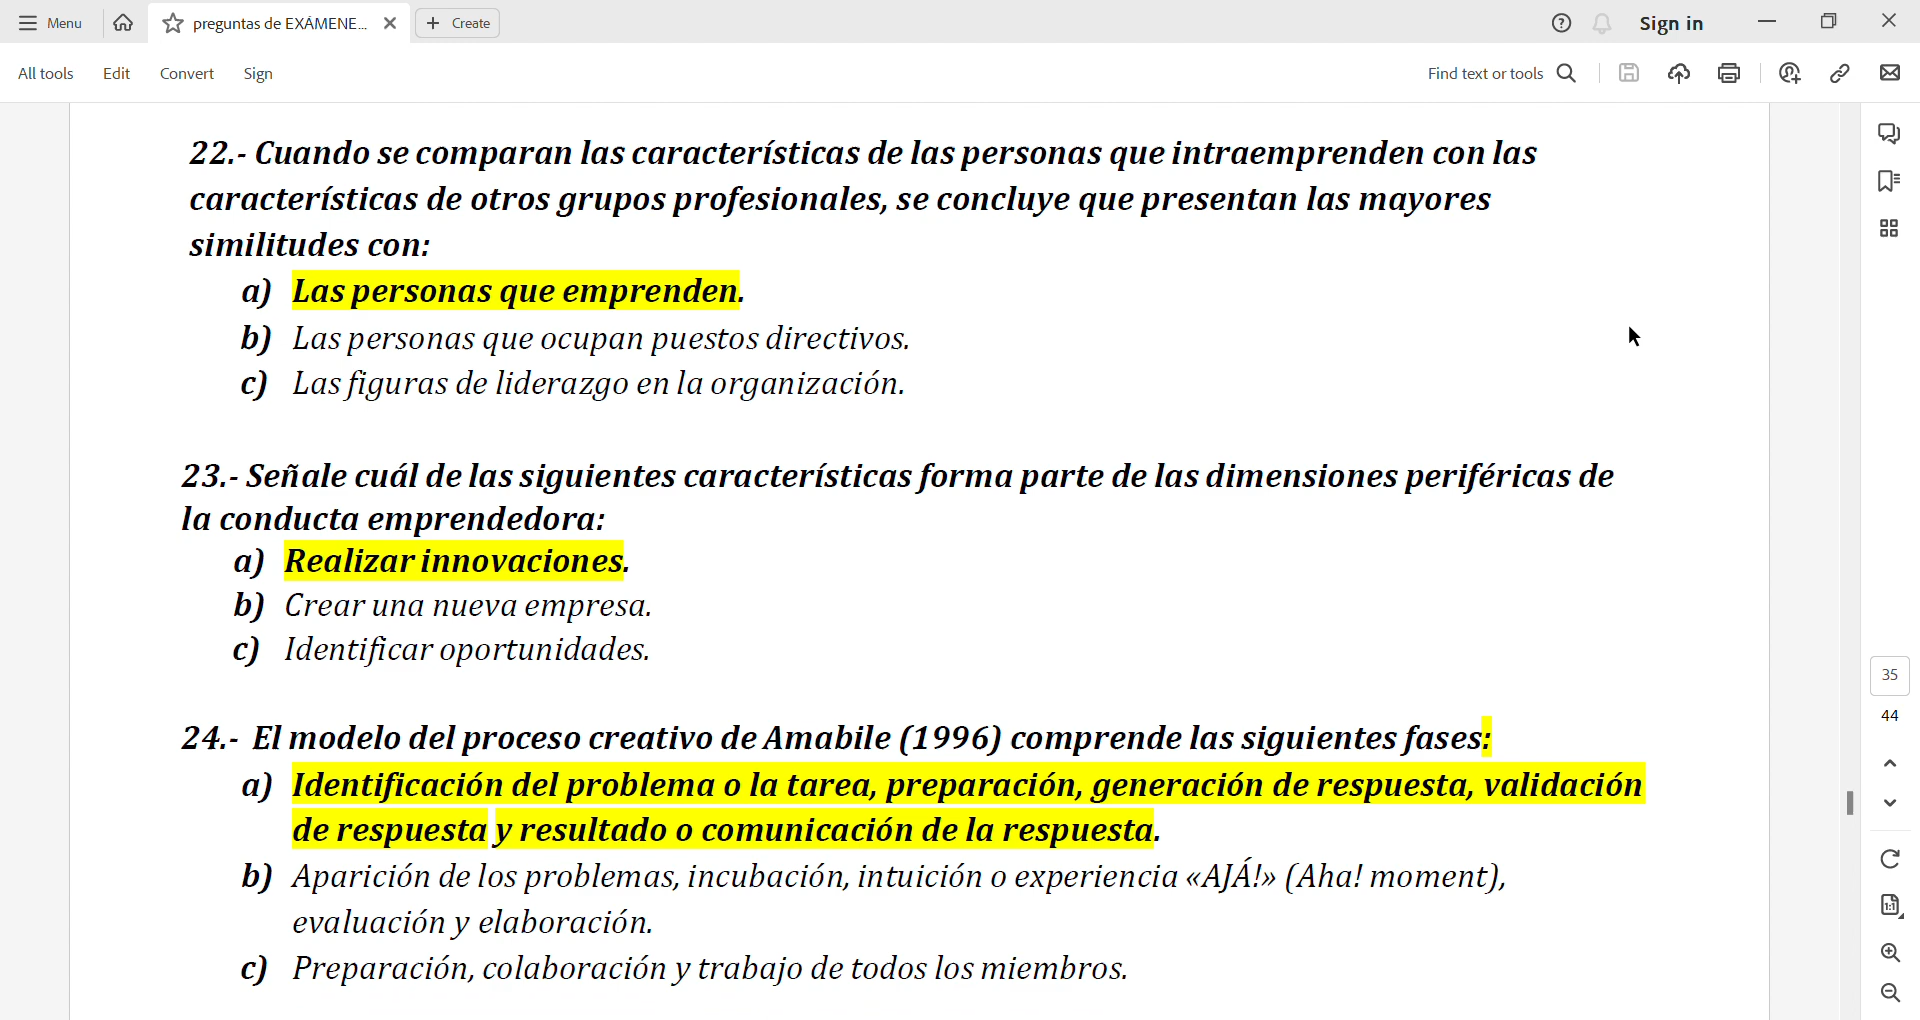 Menu
preguntas de EXÁMENE...
Create
Sign in
All tools
Edit
Convert
Sign
Find text or tools
22.- Cuando se comparan las características de las personas que intraemprenden con las
características de otros grupos profesionales, se concluye que presentan las mayores
similitudes con:
a) Las personas que emprenden.
b) Las personas que ocupan puestos directivos.
c) Las figuras de liderazgo en la organización.
23.- Señale cuál de las siguientes características forma parte de las dimensiones periféricas de
la conducta emprendedora:
a) Realizar innovaciones.
b) Crear una nueva empresa.
c) Identificar oportunidades.
24.- El modelo del proceso creativo de Amabile (1996) comprende las siguientes fases:
a) Identificación del problema o la tarea, preparación, generación de respuesta, validación
de respuesta y resultado o comunicación de la respuesta.
b) Aparición de los problemas, incubación, intuición o experiencia «AJÁ!» (Aha! moment),
evaluación y elaboración.
c) Preparación, colaboración y trabajo de todos los miembros.
35
44
1:1